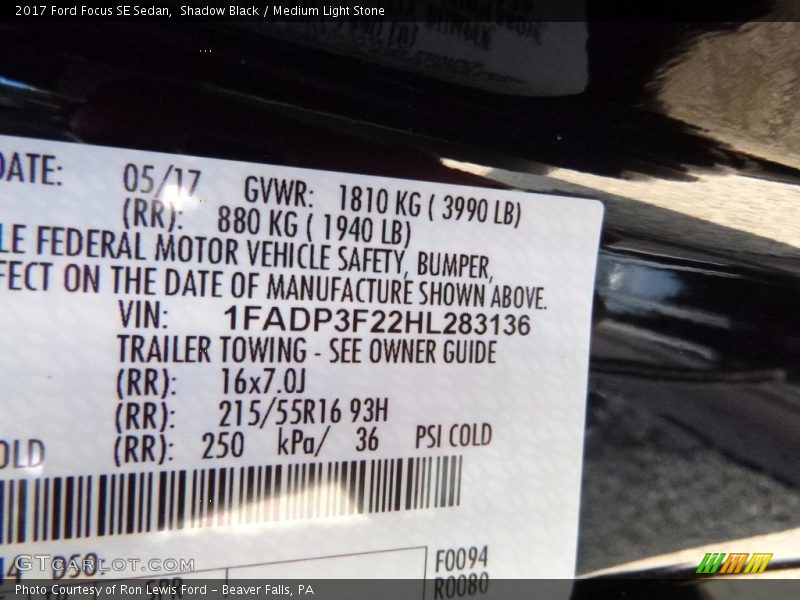 2017 Ford Focus SE Sedan,  Shadow Black / Medium Light Stone
DATE: 05/17 GVWR: 1810 KG ( 3990 LB)
(RR): 880 KG ( 1940 LB)
LE FEDERAL MOTOR VEHICLE SAFETY, BUMPER,
FECT ON THE DATE OF MANUFACTURE SHOWN ABOVE.
VIN: 1FADP3F22HL283136
TRAILER TOWING - SEE OWNER GUIDE
(RR): 16x7.0J
(RR): 215/55R16 93H
OLD (RR): 250 kPa/ 36 PSI COLD
DSO:
F0094
R0080
GTCarLot.com
Photo Courtesy of Ron Lewis Ford – Beaver Falls, PA